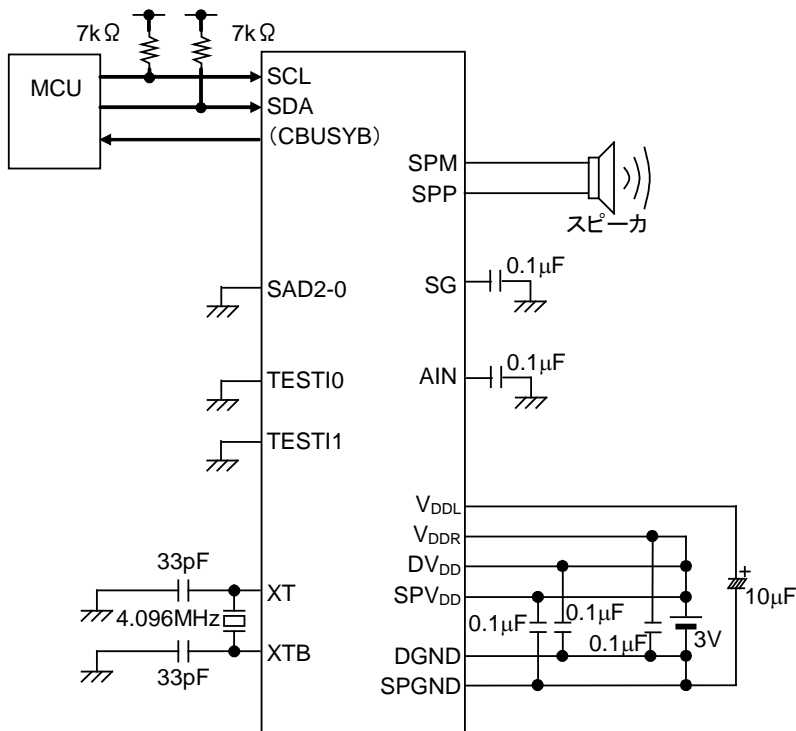 7kΩ
7kΩ
MCU
SCL
SDA
(CBUSYB)
SPM
SPP
スピーカ
SG
0.1μF
SAD2-0
AIN
0.1μF
TESTI0
TESTI1
VDDL
VDDR
DVDD
SPVDD
33pF
XT
4.096MHz
XTB
33pF
0.1μF
0.1μF
0.1μF
3V
+
10μF
DGND
SPGND